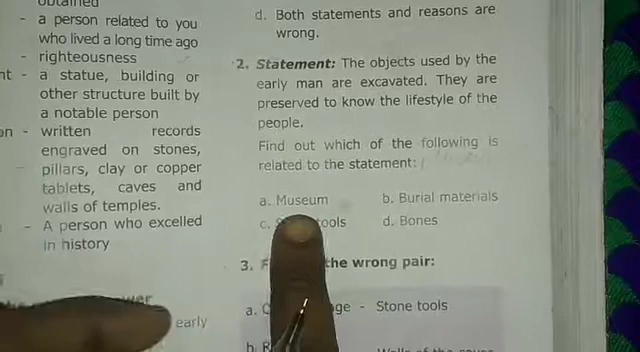 obtained
- a person related to you
who lived a long time ago
- righteousness
nt - a statue, building or
other structure built by
a notable person
on - written records
engraved on stones,
pillars, clay or copper
tablets, caves and
walls of temples.
- A person who excelled
in history
early
d. Both statements and reasons are
wrong.
2. Statement: The objects used by the
early man are excavated. They are
preserved to know the lifestyle of the
people.
Find out which of the following is
related to the statement:
a. Museum b. Burial materials
c. tools d. Bones
3. the wrong pair:
a. ge - Stone tools
b. Walls of the caves